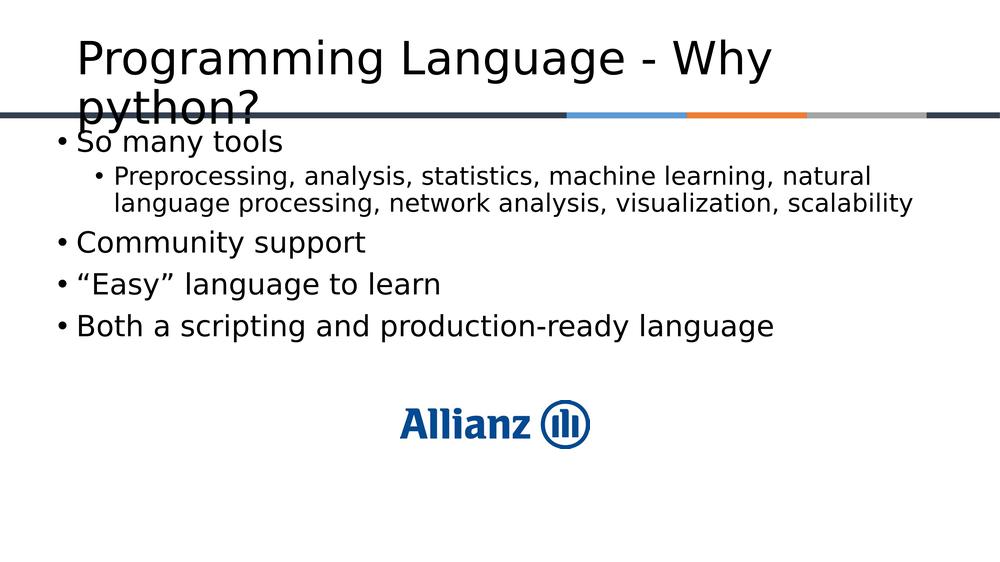 Programming Language - Why
python?
• So many tools
• Preprocessing, analysis, statistics, machine learning, natural
language processing, network analysis, visualization, scalability
• Community support
• “Easy” language to learn
• Both a scripting and production-ready language
Allianz